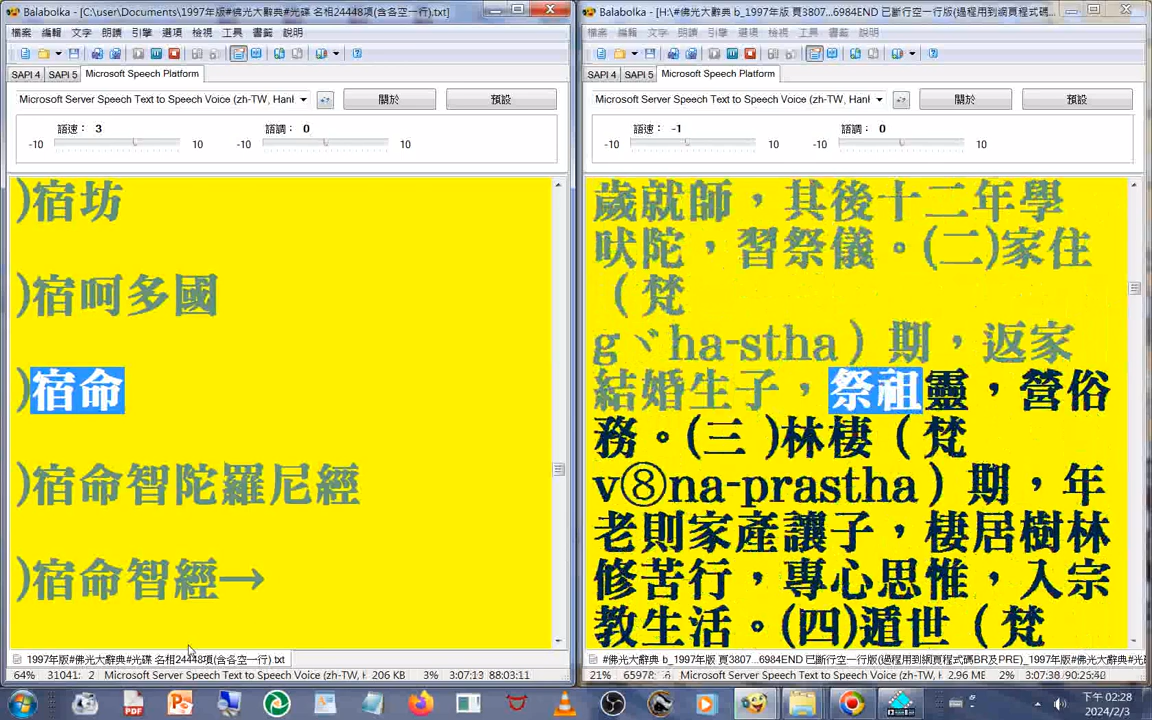 Balabolka - [C:\user\Documents\1997年版#佛光大辭典#光碟 名相24448項(含各空一行).txt]
檔案 編輯 文字 朗讀 引擎 選項 檢視 工具 書籤 說明
SAPI 4 SAPI 5 Microsoft Speech Platform
Microsoft Server Speech Text to Speech Voice (zh-TW, Hanl 關於 預設
語速： 3 語調： 0
-10 10 -10 10
)宿坊
)宿呵多國
)宿命
)宿命智陀羅尼經
)宿命智經→
1997年版#佛光大辭典#光碟 名相24448項(含各空一行).txt
64% 31041: 2 Microsoft Server Speech Text to Speech Voice (zh-TW, H 206 KB 3% 3:07:13 88:03:11
Balabolka - [H:\#佛光大辭典 b_1997年版 頁3807...6984END 已斷行空一行版(過程用到網頁程式碼...
檔案 編輯 文字 朗讀 引擎 選項 檢視 工具 書籤 說明
SAPI 4 SAPI 5 Microsoft Speech Platform
Microsoft Server Speech Text to Speech Voice (zh-TW, Hanl 關於 預設
語速： -1 語調： 0
-10 10 -10 10
歲就師，其後十二年學
吠陀，習祭儀。(二)家住
（梵
gヾha-stha）期，返家
結婚生子，祭祖靈，營俗
務。(三 )林棲（梵
v⑧na-prastha）期，年
老則家產讓子，棲居樹林
修苦行，專心思惟，入宗
教生活。(四)遁世（梵
#佛光大辭典 b_1997年版 頁3807...6984END 已斷行空一行版(過程用到網頁程式碼BR及PRE)_1997年版#光
21% 65978: Microsoft Server Speech Text to Speech Voice (zh-TW, H 2.96 MB 2% 3:07:38 90:25:48
下午 02:28
2024/2/3